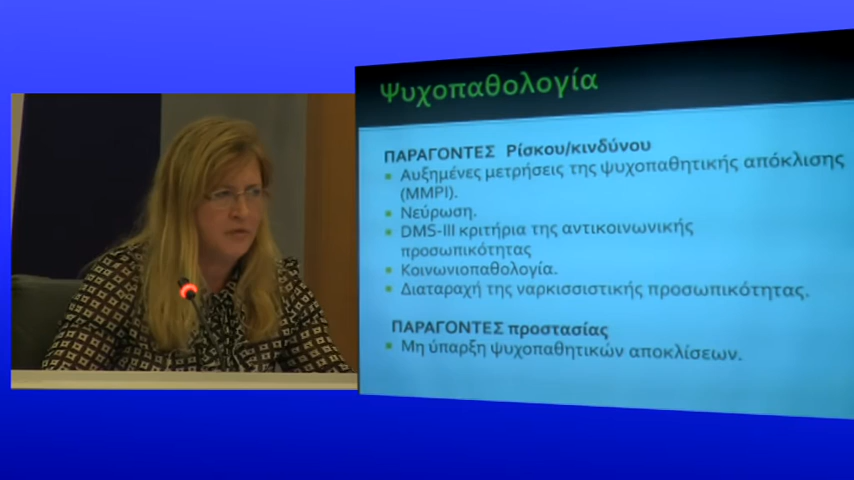 Ψυχοπαθολογία
ΠΑΡΑΓΟΝΤΕΣ Ρίσκου/κινδύνου
Αυξημένες μετρήσεις της ψυχοπαθητικής απόκλισης
(MMPI).
Νεύρωση.
DMS-III κριτήρια της αντικοινωνικής
προσωπικότητας
Κοινωνιοπαθολογία.
Διαταραχή της ναρκισσιστικής προσωπικότητας.
ΠΑΡΑΓΟΝΤΕΣ προστασίας
Μη ύπαρξη ψυχοπαθητικών αποκλίσεων.